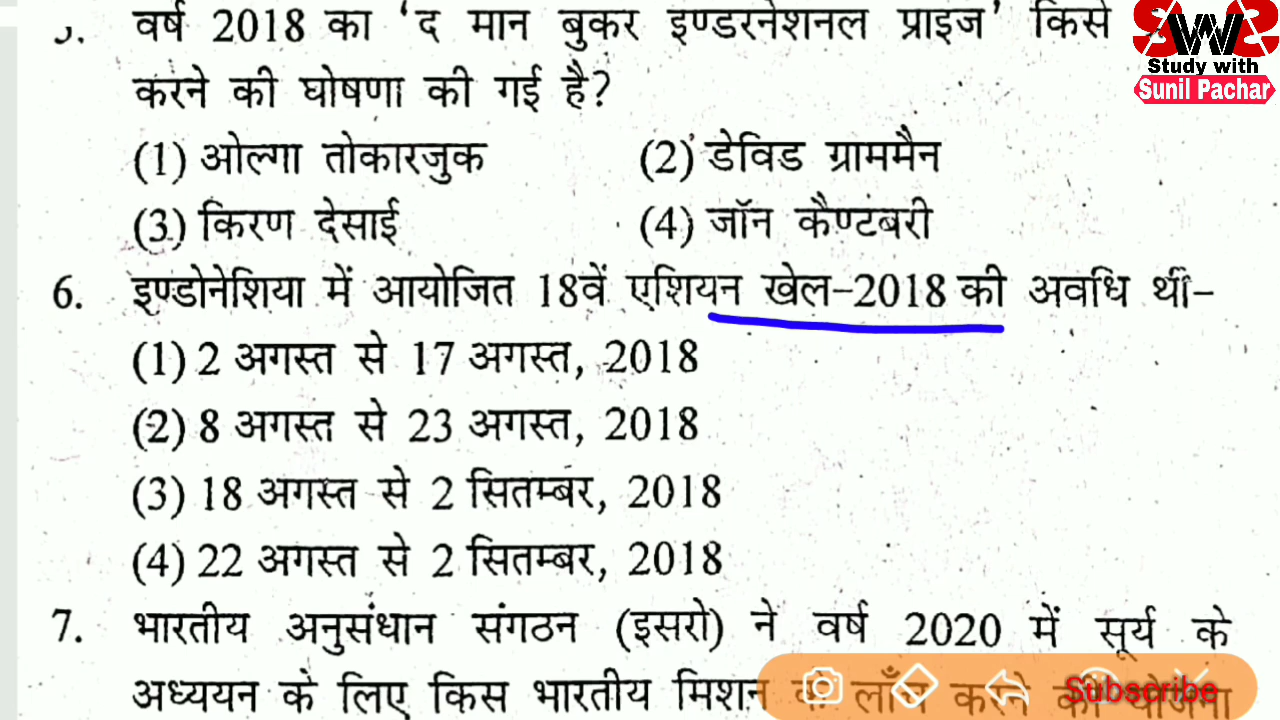 वर्ष 2018 का ‘द मान बुकर इण्डरनेशनल प्राइज’ किसे
करने की घोषणा की गई है?
(1) ओल्गा तोकारजुक (2) डेविड ग्राममैन
(3) किरण देसाई (4) जॉन कैण्टबरी
6. इण्डोनेशिया में आयोजित 18वें एशियन खेल-2018 की अवधि थी-
(1) 2 अगस्त से 17 अगस्त, 2018
(2) 8 अगस्त से 23 अगस्त, 2018
(3) 18 अगस्त से 2 सितम्बर, 2018
(4) 22 अगस्त से 2 सितम्बर, 2018
7. भारतीय अनुसंधान संगठन (इसरो) ने वर्ष 2020 में सूर्य के
अध्ययन के लिए किस भारतीय मिशन लाँच करने की योजना
SWS
Study with
Sunil Pachar
Subscribe